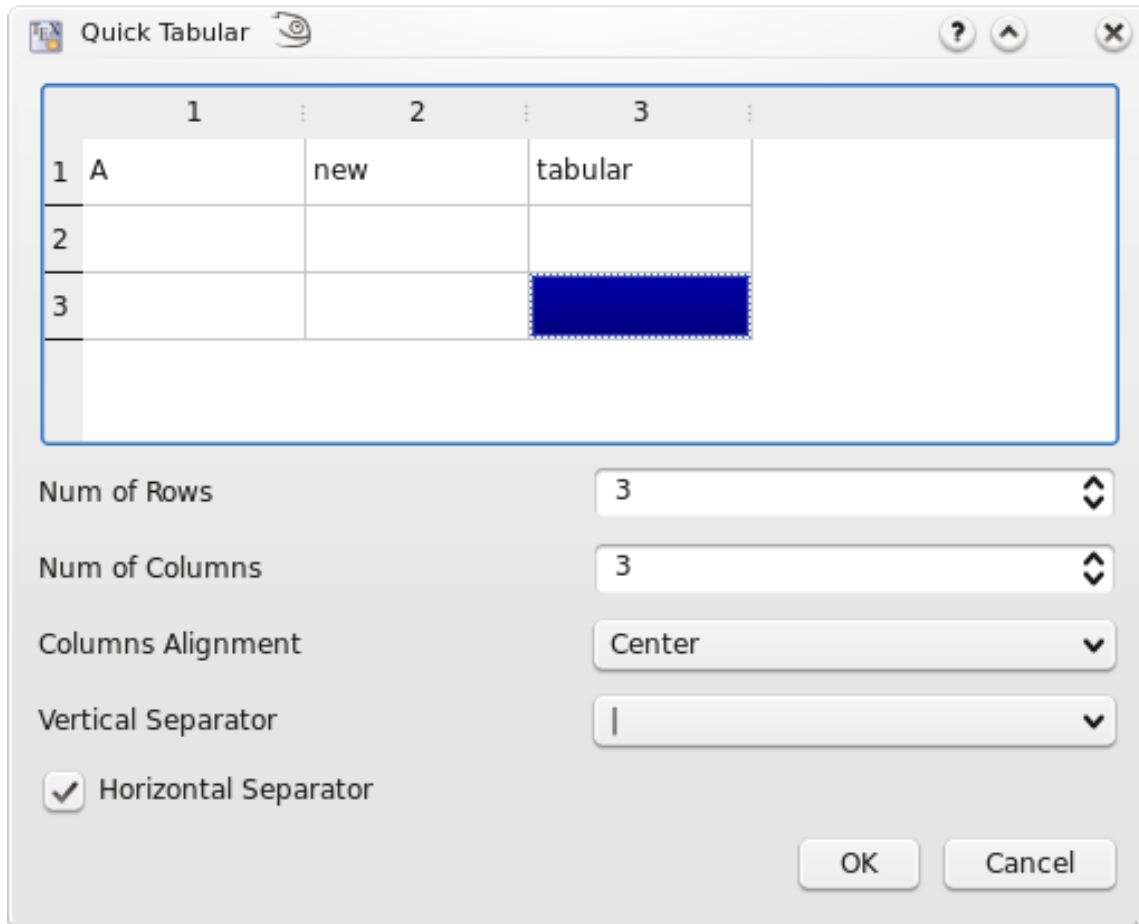 Quick Tabular
1 2 3
1 A new tabular
2
3
Num of Rows 3
Num of Columns 3
Columns Alignment Center
Vertical Separator |
Horizontal Separator
OK Cancel